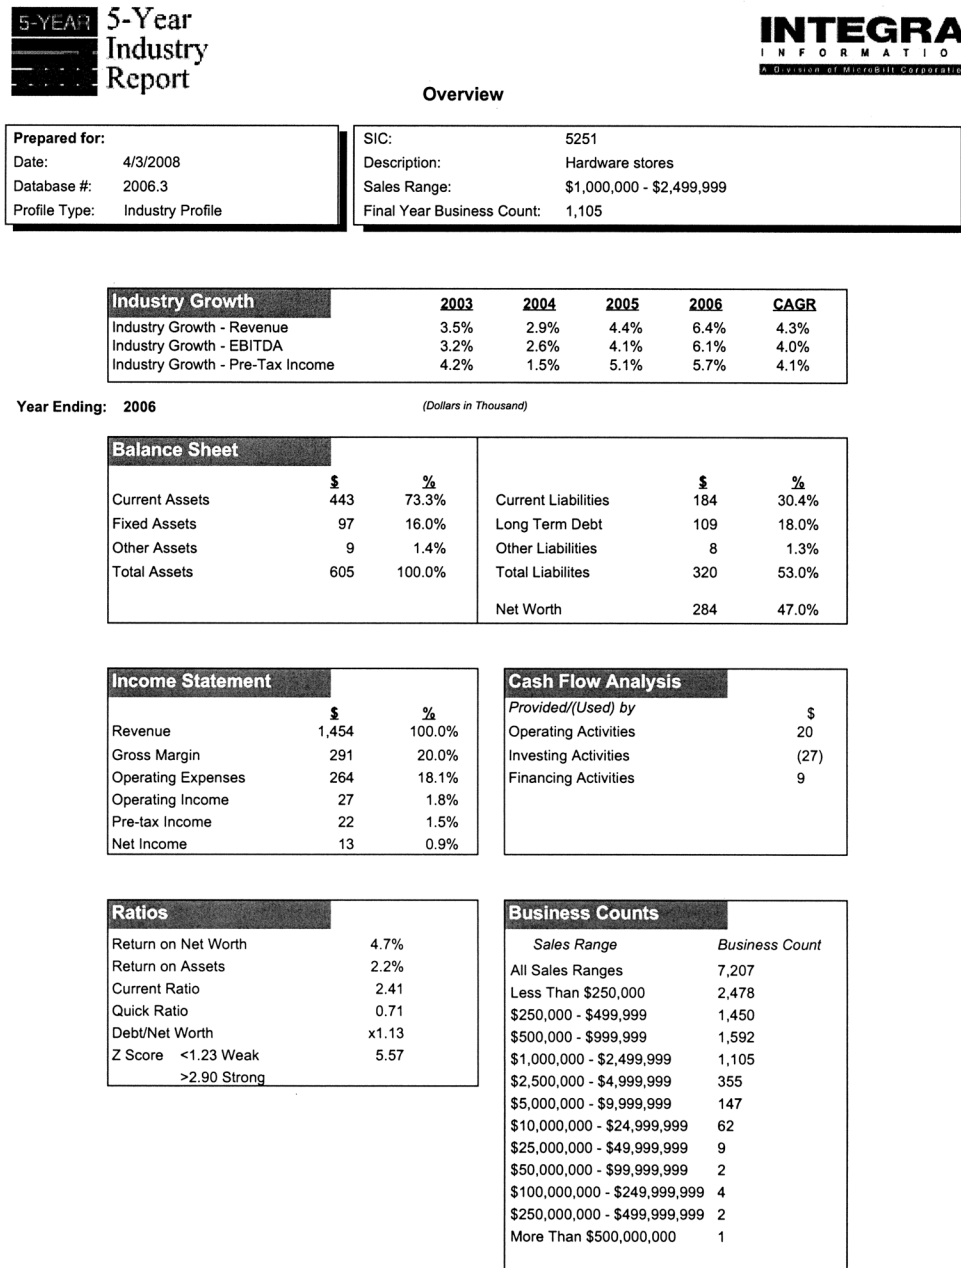 5-YEAR
5-Year
Industry
Report
INTEGRA
INFORMATIO
A Division of MicroBilt Corporatio
Overview
Prepared for:
Date: 4/3/2008
Database #: 2006.3
Profile Type: Industry Profile
SIC: 5251
Description: Hardware stores
Sales Range: $1,000,000 - $2,499,999
Final Year Business Count: 1,105
Industry Growth 2003 2004 2005 2006 CAGR
Industry Growth - Revenue 3.5% 2.9% 4.4% 6.4% 4.3%
Industry Growth - EBITDA 3.2% 2.6% 4.1% 6.1% 4.0%
Industry Growth - Pre-Tax Income 4.2% 1.5% 5.1% 5.7% 4.1%
Year Ending: 2006 (Dollars in Thousand)
Balance Sheet
$ %
Current Assets 443 73.3%
Fixed Assets 97 16.0%
Other Assets 9 1.4%
Total Assets 605 100.0%
$ %
Current Liabilities 184 30.4%
Long Term Debt 109 18.0%
Other Liabilities 8 1.3%
Total Liabilites 320 53.0%
Net Worth 284 47.0%
Income Statement
$ %
Revenue 1,454 100.0%
Gross Margin 291 20.0%
Operating Expenses 264 18.1%
Operating Income 27 1.8%
Pre-tax Income 22 1.5%
Net Income 13 0.9%
Cash Flow Analysis
Provided/(Used) by $
Operating Activities 20
Investing Activities (27)
Financing Activities 9
Ratios
Return on Net Worth 4.7%
Return on Assets 2.2%
Current Ratio 2.41
Quick Ratio 0.71
Debt/Net Worth x1.13
Z Score <1.23 Weak 5.57
>2.90 Strong
Business Counts
Sales Range Business Count
All Sales Ranges 7,207
Less Than $250,000 2,478
$250,000 - $499,999 1,450
$500,000 - $999,999 1,592
$1,000,000 - $2,499,999 1,105
$2,500,000 - $4,999,999 355
$5,000,000 - $9,999,999 147
$10,000,000 - $24,999,999 62
$25,000,000 - $49,999,999 9
$50,000,000 - $99,999,999 2
$100,000,000 - $249,999,999 4
$250,000,000 - $499,999,999 2
More Than $500,000,000 1